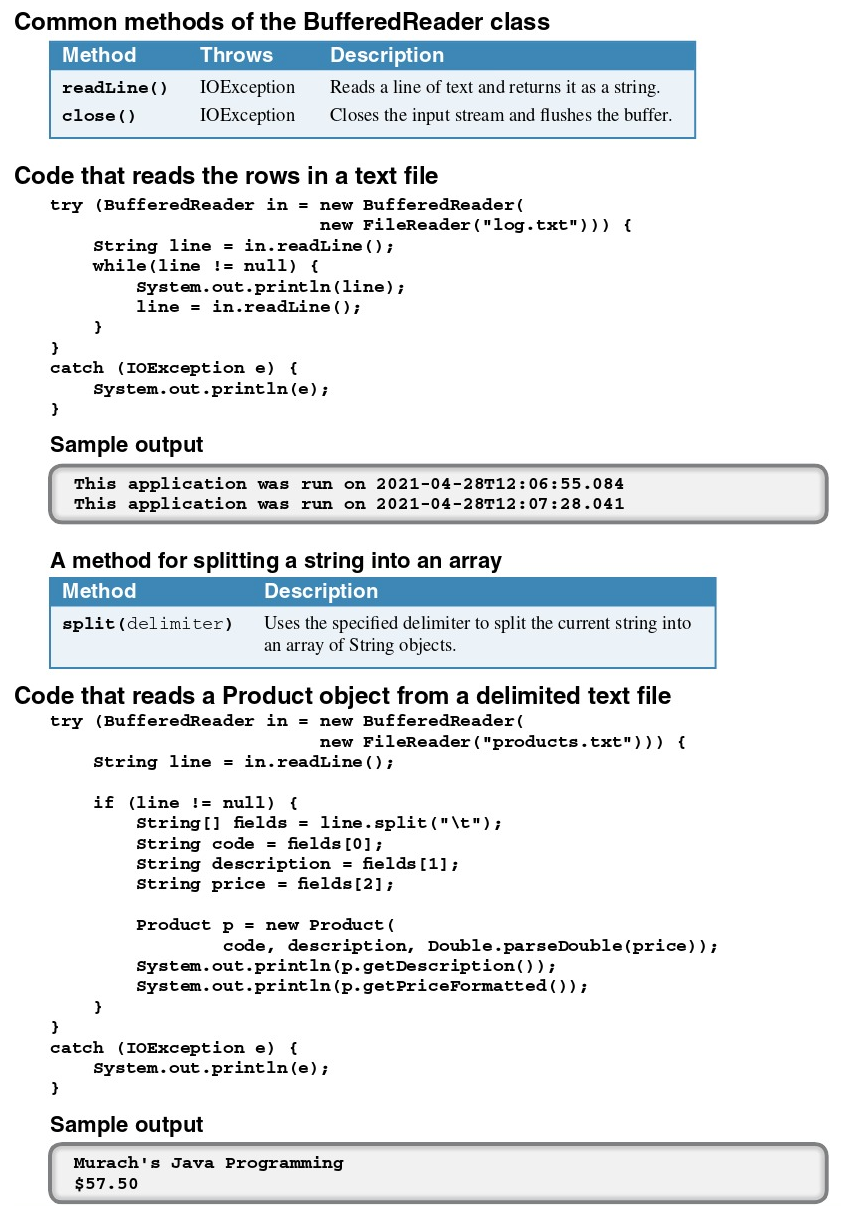 Common methods of the BufferedReader class
Method Throws Description
readLine() IOException Reads a line of text and returns it as a string.
close() IOException Closes the input stream and flushes the buffer.
Code that reads the rows in a text file
try (BufferedReader in = new BufferedReader(
                         new FileReader("log.txt"))) {
    String line = in.readLine();
    while(line != null) {
        System.out.println(line);
        line = in.readLine();
    }
}
catch (IOException e) {
    System.out.println(e);
}
Sample output
This application was run on 2021-04-28T12:06:55.084
This application was run on 2021-04-28T12:07:28.041
A method for splitting a string into an array
Method Description
split(delimiter) Uses the specified delimiter to split the current string into
an array of String objects.
Code that reads a Product object from a delimited text file
try (BufferedReader in = new BufferedReader(
                         new FileReader("products.txt"))) {
    String line = in.readLine();

    if (line != null) {
        String[] fields = line.split("\t");
        String code = fields[0];
        String description = fields[1];
        String price = fields[2];

        Product p = new Product(
                code, description, Double.parseDouble(price));
        System.out.println(p.getDescription());
        System.out.println(p.getPriceFormatted());
    }
}
catch (IOException e) {
    System.out.println(e);
}
Sample output
Murach's Java Programming
$57.50